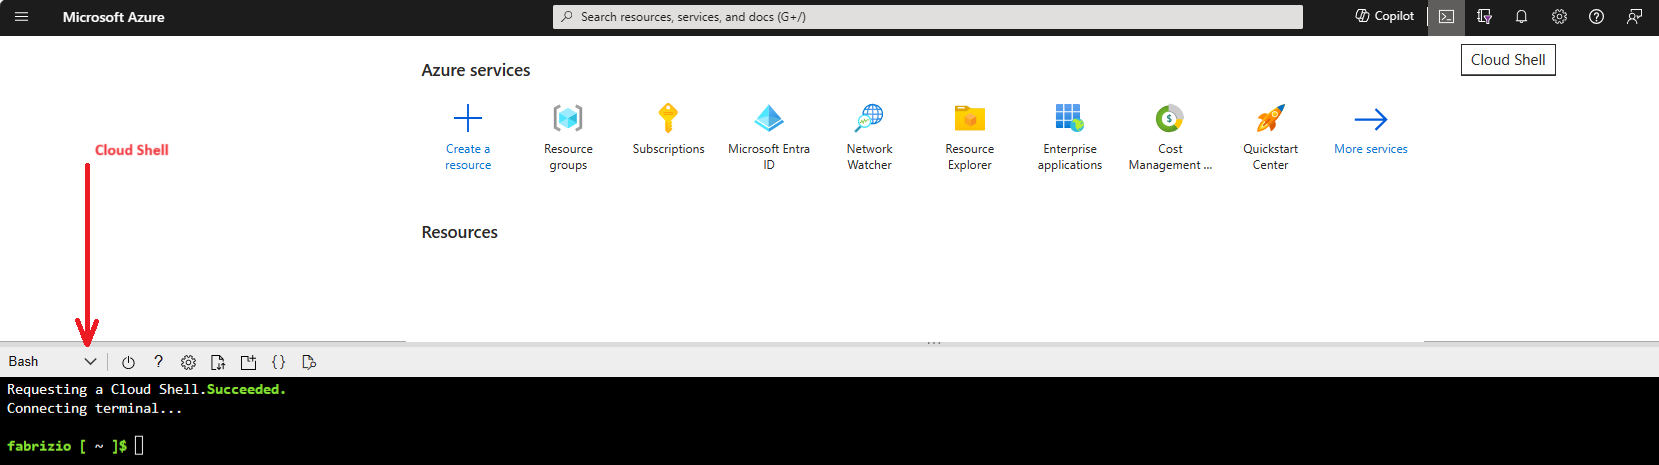 Microsoft Azure
Search resources, services, and docs (G+/)
Copilot
Cloud Shell
Azure services
Create a
resource
Resource
groups
Subscriptions
Microsoft Entra
ID
Network
Watcher
Resource
Explorer
Enterprise
applications
Cost
Management ...
Quickstart
Center
More services
Cloud Shell
Resources
Bash
Requesting a Cloud Shell.Succeeded.
Connecting terminal...
fabrizio [ ~ ]$